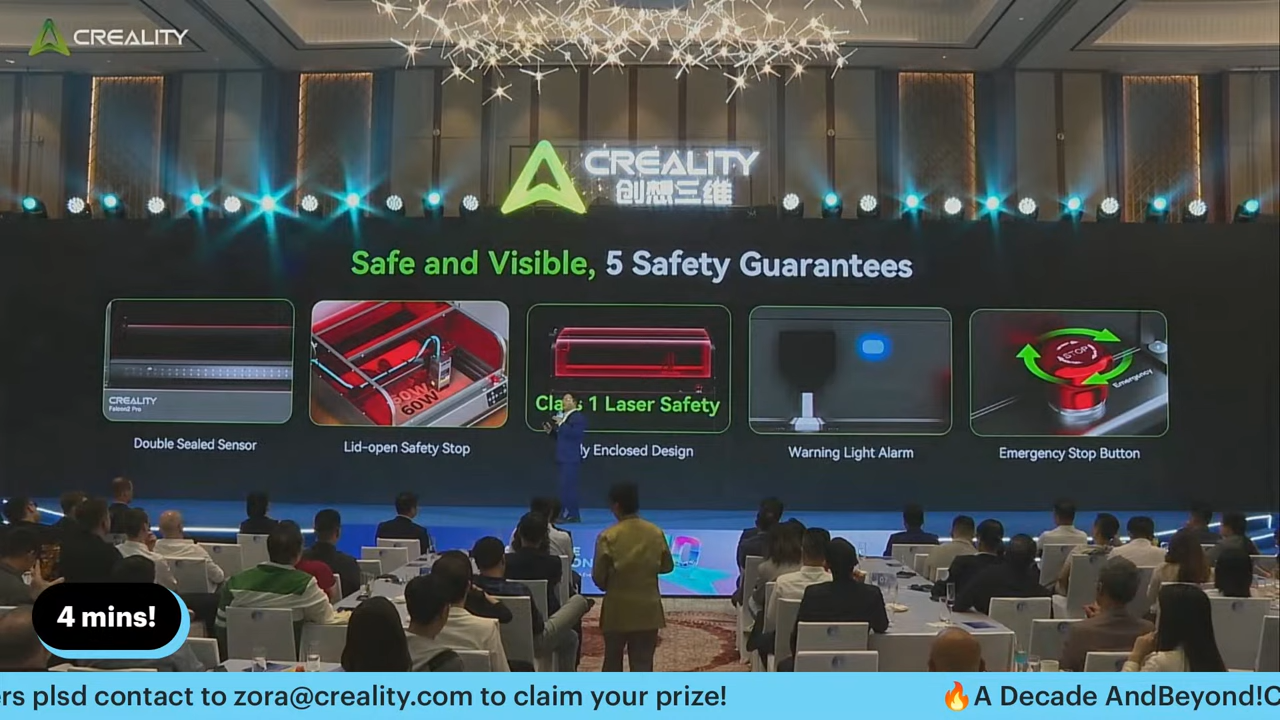 CREALITY
CREALITY
创想三维
Safe and Visible, 5 Safety Guarantees
CREALITY
Falcon2 Pro
60W
60W
Class 1 Laser Safety
STOP
Emergency
Double Sealed Sensor
Lid-open Safety Stop
Enclosed Design
Warning Light Alarm
Emergency Stop Button
4 mins!
ers plsd contact to zora@creality.com to claim your prize!
🔥A Decade AndBeyond!C